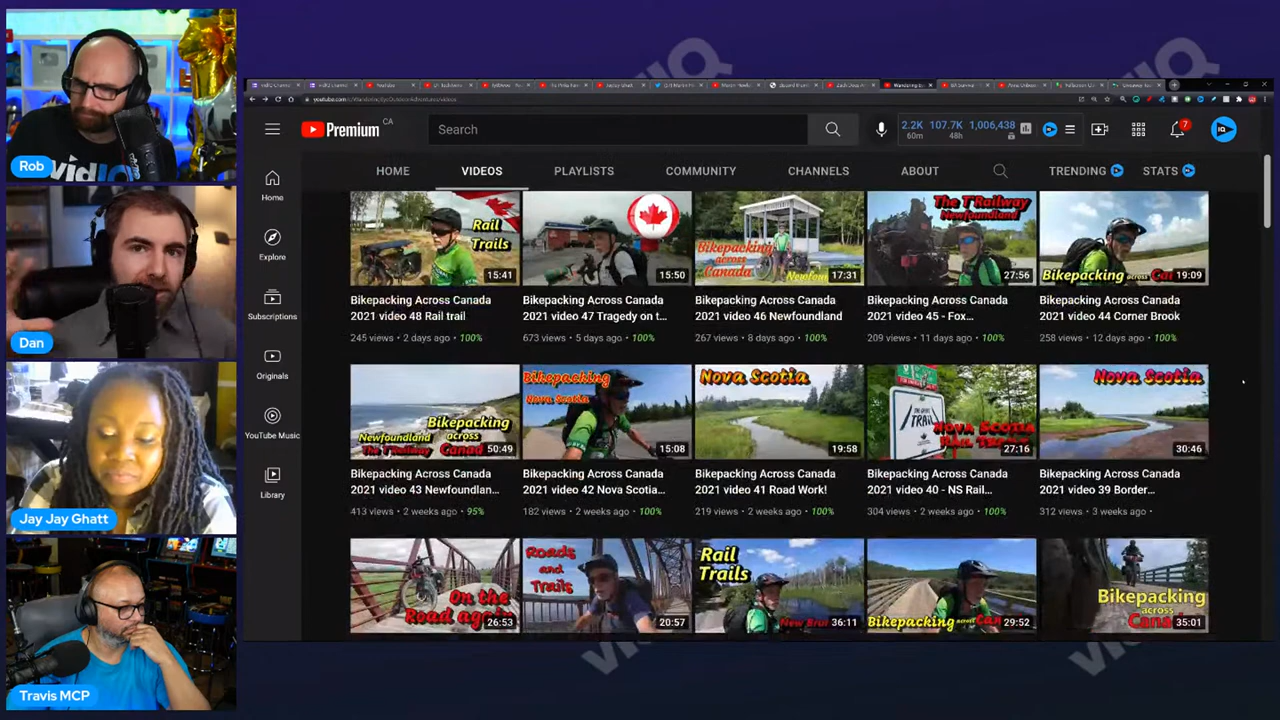 Rob
Dan
Jay Jay Ghatt
Travis MCP
Premium
CA
Search
2.2K 107.7K 1,006,438
60m 48h
7
HOME VIDEOS PLAYLISTS COMMUNITY CHANNELS ABOUT TRENDING STATS
Home
Explore
Subscriptions
Originals
YouTube Music
Library
Rail
Trails
15:41
15:50
Bikepacking
across
Canada
17:31
The T'Railway
Newfoundland
27:56
Bikepacking across
19:09
Bikepacking Across Canada
2021 video 48 Rail trail
245 views • 2 days ago • 100%
Bikepacking Across Canada
2021 video 47 Tragedy on t...
673 views • 5 days ago • 100%
Bikepacking Across Canada
2021 video 46 Newfoundland
267 views • 8 days ago • 100%
Bikepacking Across Canada
2021 video 45 - Fox...
209 views • 11 days ago • 100%
Bikepacking Across Canada
2021 video 44 Corner Brook
258 views • 12 days ago • 100%
Bikepacking
Newfoundland across
The T'Railway
50:49
Bikepacking
Nova Scotia
15:08
Nova Scotia
19:58
NOVA SCOTIA
RAIL
27:16
Nova Scotia
30:46
Bikepacking Across Canada
2021 video 43 Newfoundlan...
413 views • 2 weeks ago • 95%
Bikepacking Across Canada
2021 video 42 Nova Scotia...
182 views • 2 weeks ago • 100%
Bikepacking Across Canada
2021 video 41 Road Work!
219 views • 2 weeks ago • 100%
Bikepacking Across Canada
2021 video 40 - NS Rail...
304 views • 2 weeks ago • 100%
Bikepacking Across Canada
2021 video 39 Border...
312 views • 3 weeks ago •
On the
Road again
26:53
Roads
and
Trails
20:57
Rail
Trails
36:11
Bikepacking across
29:52
Bikepacking
across
35:01
vidIQ